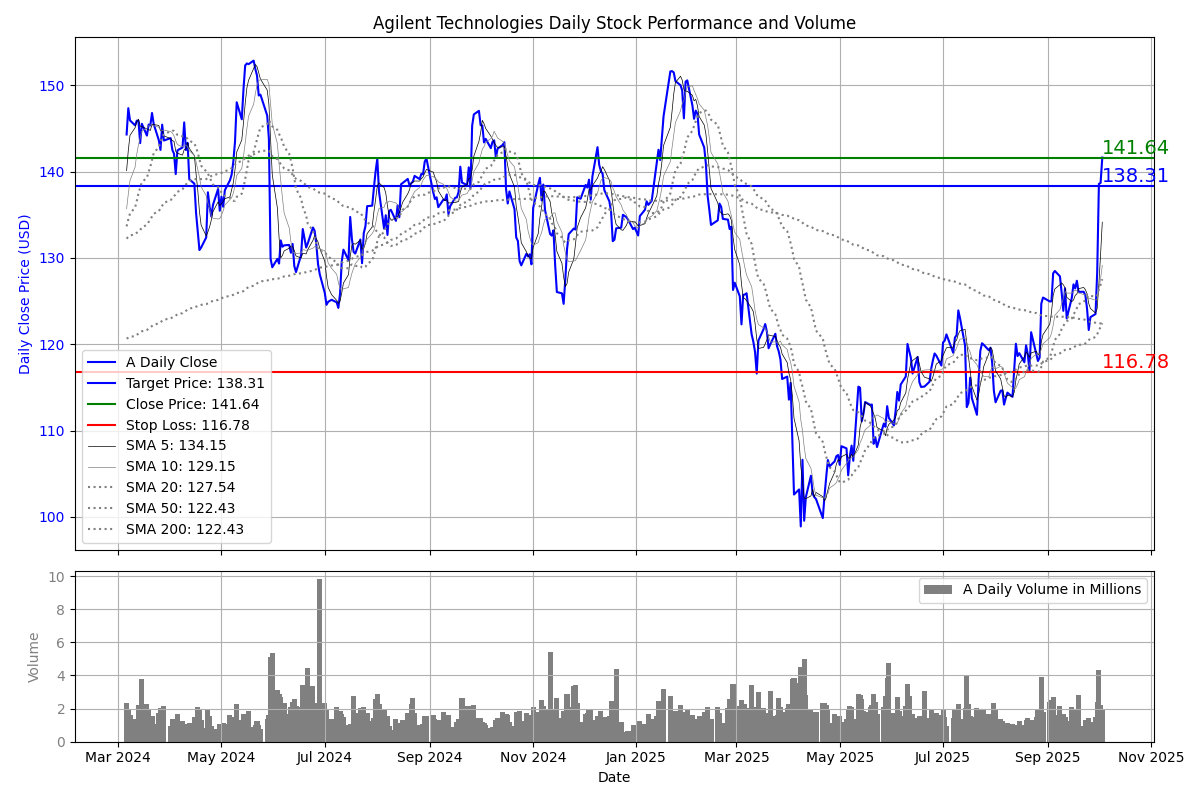 Agilent Technologies Daily Stock Performance and Volume
Daily Close Price (USD)
150
140
130
120
110
100
141.64
138.31
116.78
A Daily Close
Target Price: 138.31
Close Price: 141.64
Stop Loss: 116.78
SMA 5: 134.15
SMA 10: 129.15
SMA 20: 127.54
SMA 50: 122.43
SMA 200: 122.43
Volume
10
8
6
4
2
0
A Daily Volume in Millions
Mar 2024 May 2024 Jul 2024 Sep 2024 Nov 2024 Jan 2025 Mar 2025 May 2025 Jul 2025 Sep 2025 Nov 2025
Date